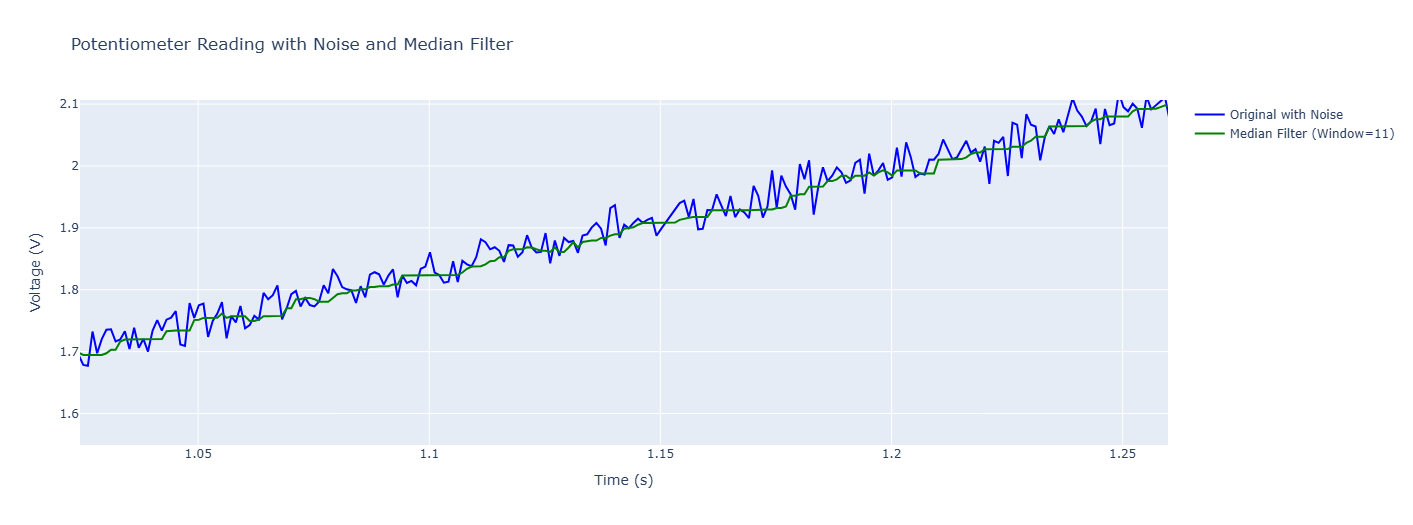 Potentiometer Reading with Noise and Median Filter
Original with Noise
Median Filter (Window=11)
2.1
2
1.9
1.8
1.7
1.6
Voltage (V)
1.05
1.1
1.15
1.2
1.25
Time (s)